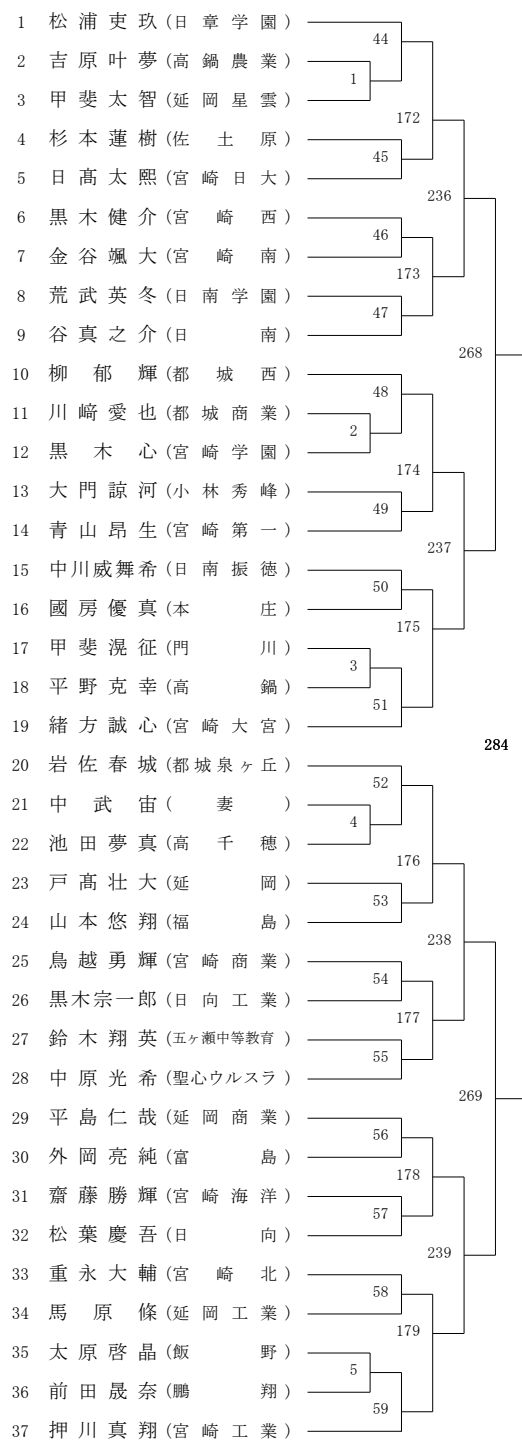 1 松浦吏玖(日章学園)
44
2 吉原叶夢(高鍋農業)
1
3 甲斐太智(延岡星雲)
172
4 杉本蓮樹(佐土原)
45
5 日髙太熙(宮崎日大)
236
6 黒木健介(宮崎西)
46
7 金谷颯大(宮崎南)
173
8 荒武英冬(日南学園)
47
9 谷真之介(日南)
268
10 柳郁輝(都城西)
48
11 川﨑愛也(都城商業)
2
12 黒木心(宮崎学園)
174
13 大門諒河(小林秀峰)
49
14 青山昂生(宮崎第一)
237
15 中川威舞希(日南振徳)
50
16 國房優真(本庄)
175
17 甲斐滉征(門川)
3
18 平野克幸(高鍋)
51
19 緒方誠心(宮崎大宮)
284
20 岩佐春城(都城泉ヶ丘)
52
21 中武宙(妻)
4
22 池田夢真(高千穂)
176
23 戸髙壮大(延岡)
53
24 山本悠翔(福島)
238
25 鳥越勇輝(宮崎商業)
54
26 黒木宗一郎(日向工業)
177
27 鈴木翔英(五ヶ瀬中等教育)
55
28 中原光希(聖心ウルスラ)
269
29 平島仁哉(延岡商業)
56
30 外岡亮純(富島)
178
31 齋藤勝輝(宮崎海洋)
57
32 松葉慶吾(日向)
239
33 重永大輔(宮崎北)
58
34 馬原條(延岡工業)
179
35 太原啓晶(飯野)
5
36 前田晟奈(鵬翔)
59
37 押川真翔(宮崎工業)